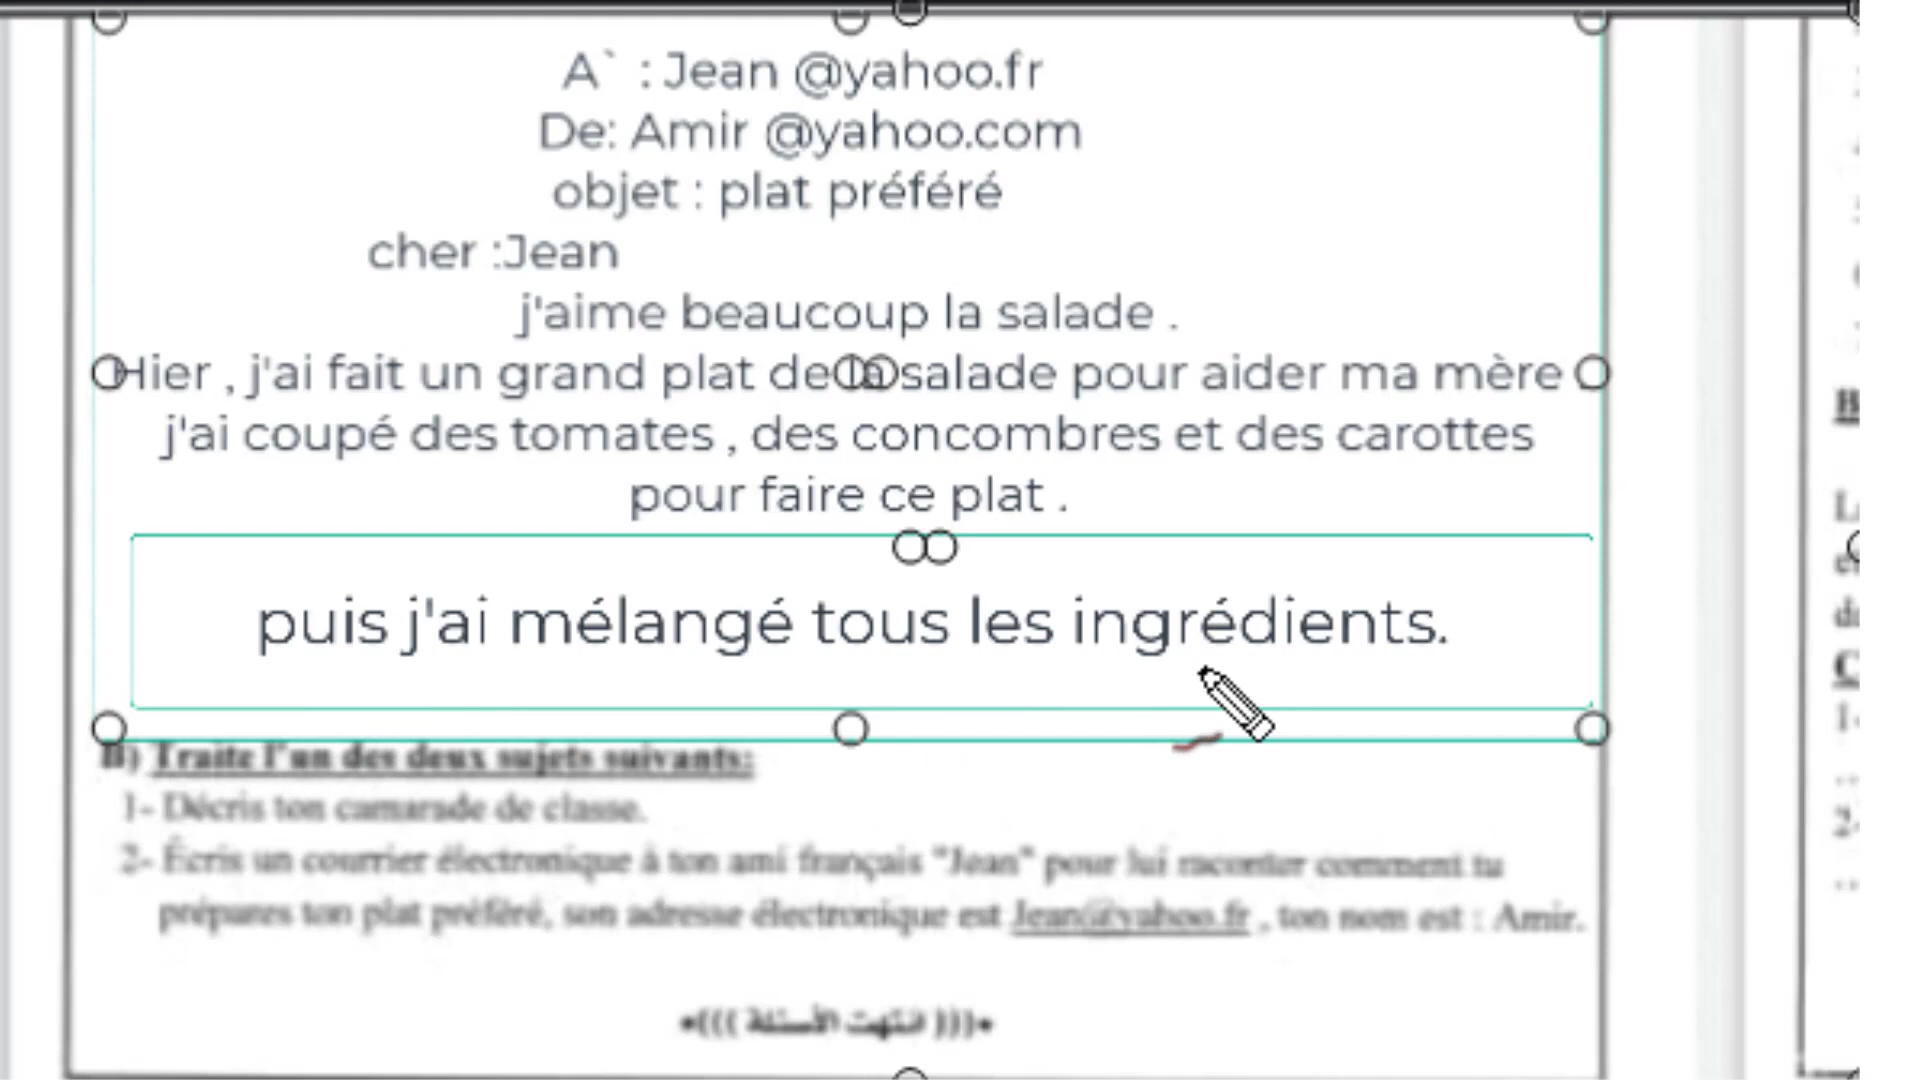 A` : Jean @yahoo.fr
De: Amir @yahoo.com
objet : plat préféré
cher :Jean
j'aime beaucoup la salade .
Hier , j'ai fait un grand plat de la salade pour aider ma mère
j'ai coupé des tomates , des concombres et des carottes
pour faire ce plat .
puis j'ai mélangé tous les ingrédients.
B) Traite l'un des deux sujets suivants:
1- Décris ton camarade de classe.
2- Écris un courrier électronique à ton ami français "Jean" pour lui raconter comment tu
prépares ton plat préféré, son adresse électronique est Jean@yahoo.fr , ton nom est : Amir.
•((( انتهت الأسئلة )))•